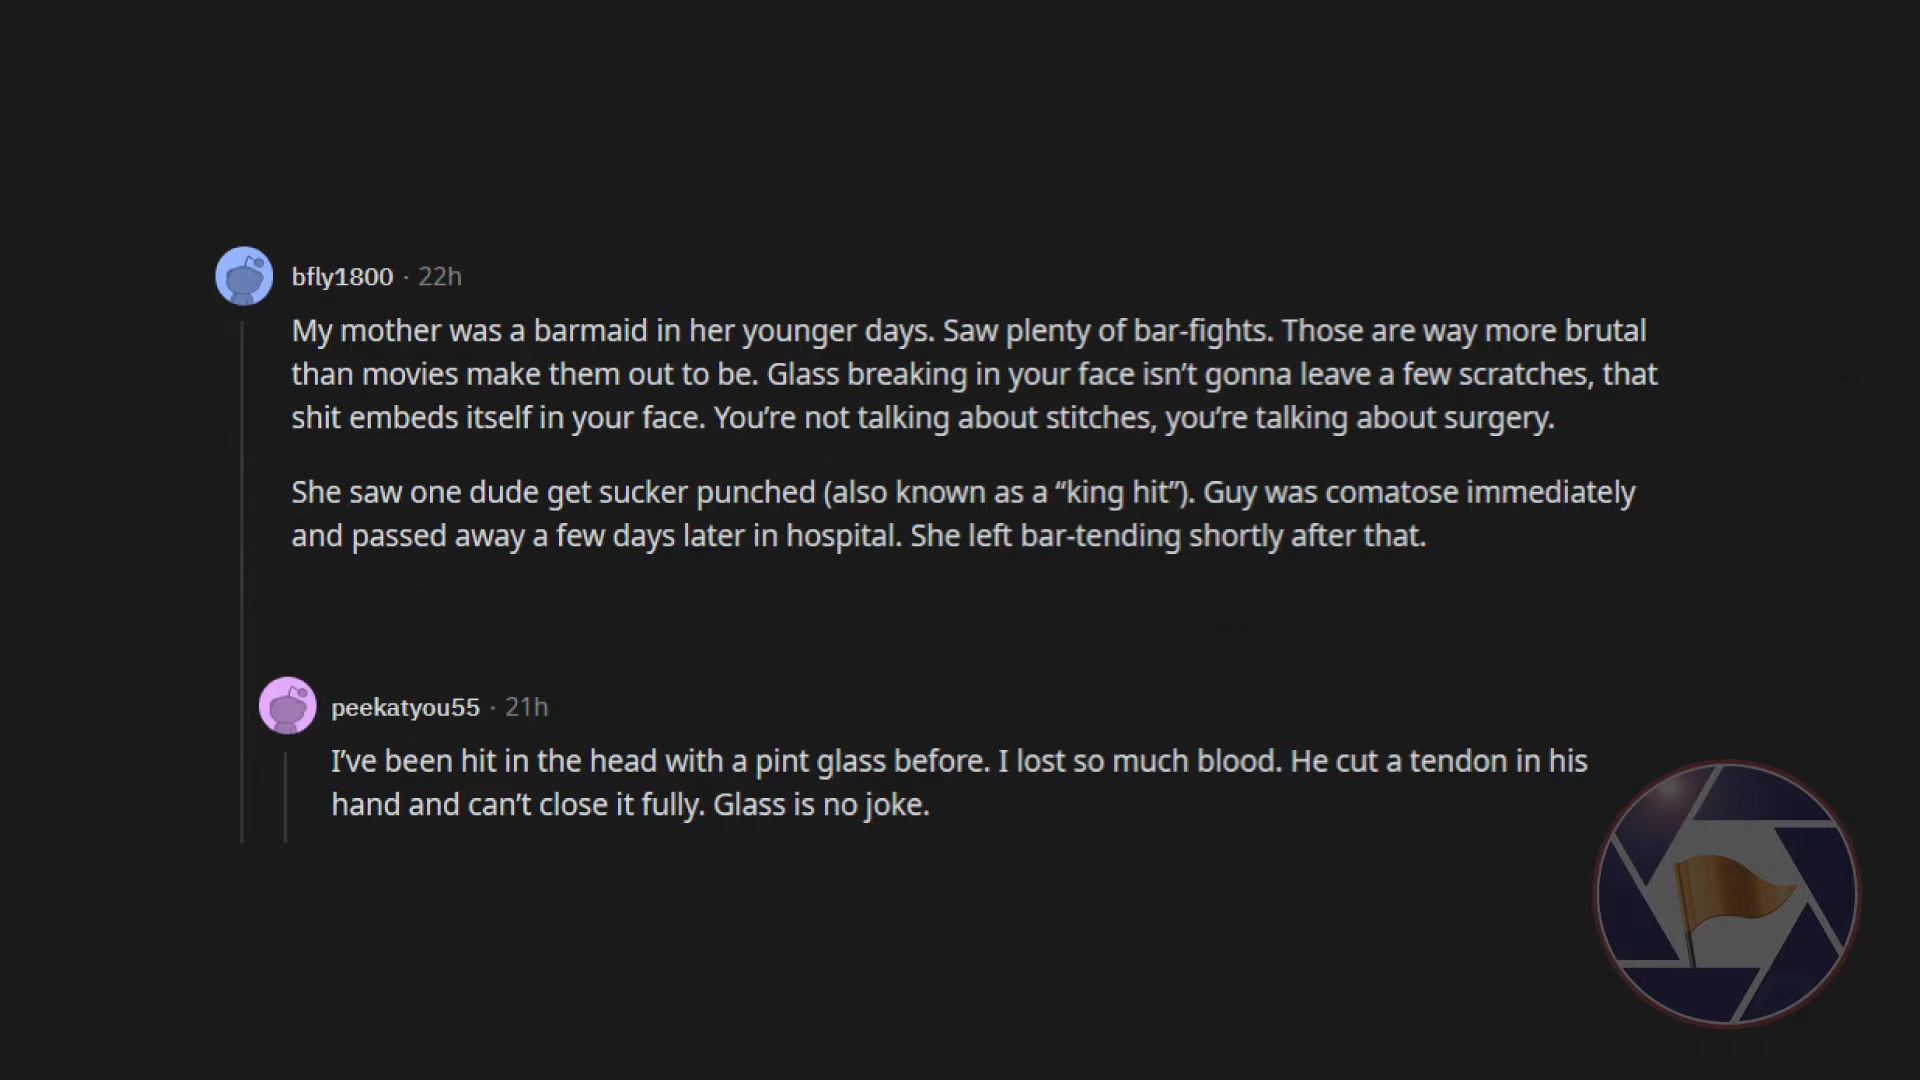 bfly1800 · 22h
My mother was a barmaid in her younger days. Saw plenty of bar-fights. Those are way more brutal
than movies make them out to be. Glass breaking in your face isn’t gonna leave a few scratches, that
shit embeds itself in your face. You’re not talking about stitches, you’re talking about surgery.
She saw one dude get sucker punched (also known as a “king hit”). Guy was comatose immediately
and passed away a few days later in hospital. She left bar-tending shortly after that.
peekatyou55 · 21h
I’ve been hit in the head with a pint glass before. I lost so much blood. He cut a tendon in his
hand and can’t close it fully. Glass is no joke.